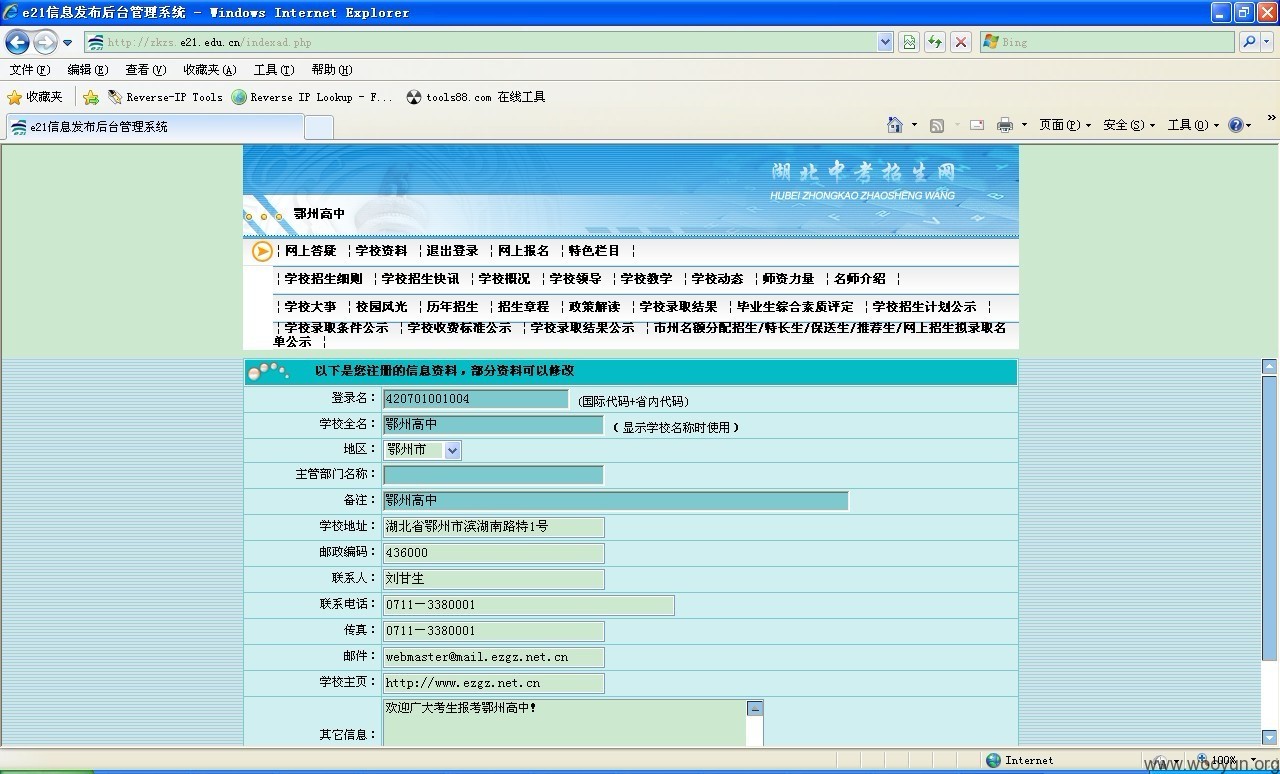 e21信息发布后台管理系统 - Windows Internet Explorer
http://zkzs.e21.edu.cn/indexad.php
Bing
文件(F) 编辑(E) 查看(V) 收藏夹(A) 工具(T) 帮助(H)
收藏夹 Reverse-IP Tools Reverse IP Lookup - F... tools88.com 在线工具
e21信息发布后台管理系统
页面(P) 安全(S) 工具(O) »
湖北中考招生网
HUBEI ZHONGKAO ZHAOSHENG WANG
鄂州高中
¦ 网上答疑 ¦ 学校资料 ¦ 退出登录 ¦ 网上报名 ¦ 特色栏目 ¦
¦ 学校招生细则 ¦ 学校招生快讯 ¦ 学校概况 ¦ 学校领导 ¦ 学校教学 ¦ 学校动态 ¦ 师资力量 ¦ 名师介绍 ¦
¦ 学校大事 ¦ 校园风光 ¦ 历年招生 ¦ 招生章程 ¦ 政策解读 ¦ 学校录取结果 ¦ 毕业生综合素质评定 ¦ 学校招生计划公示 ¦
¦ 学校录取条件公示 ¦ 学校收费标准公示 ¦ 学校录取结果公示 ¦ 市州名额分配招生/特长生/保送生/推荐生/网上招生拟录取名
单公示 ¦
以下是您注册的信息资料，部分资料可以修改
登录名： 420701001004 (国际代码+省内代码)
学校全名： 鄂州高中 （显示学校名称时使用）
地区： 鄂州市
主管部门名称：
备注： 鄂州高中
学校地址： 湖北省鄂州市滨湖南路特1号
邮政编码： 436000
联系人： 刘甘生
联系电话： 0711－3380001
传真： 0711－3380001
邮件： webmaster@mail.ezgz.net.cn
学校主页： http://www.ezgz.net.cn
欢迎广大考生报考鄂州高中！
其它信息：
Internet
100%
www.wooyun.org